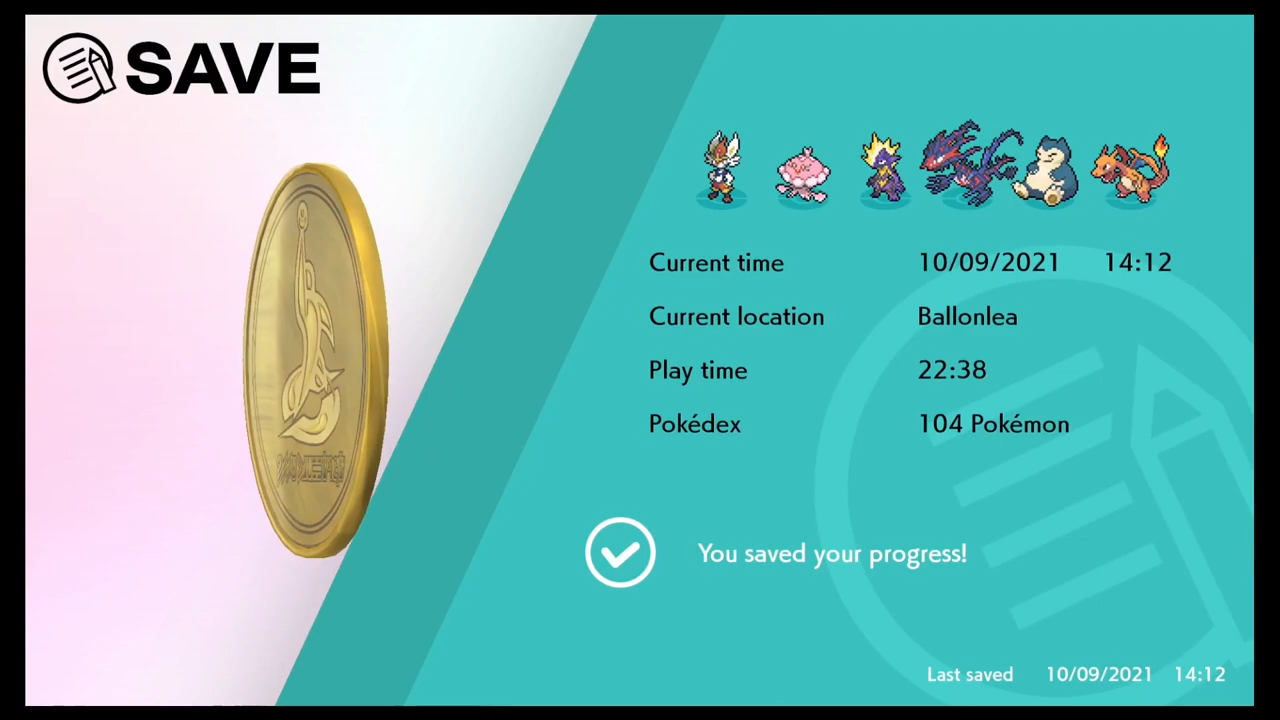 SAVE
Current time 10/09/2021 14:12
Current location Ballonlea
Play time 22:38
Pokédex 104 Pokémon
You saved your progress!
Last saved 10/09/2021 14:12